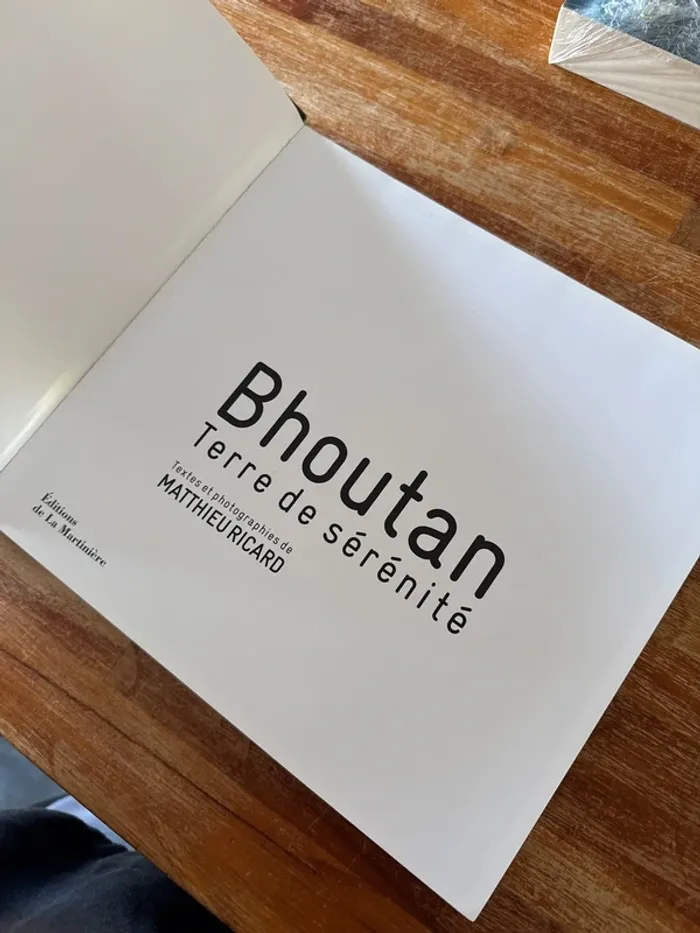 Bhoutan
Terre de sérénité
Textes et photographies de
MATTHIEU RICARD
Éditions
de La Martinière